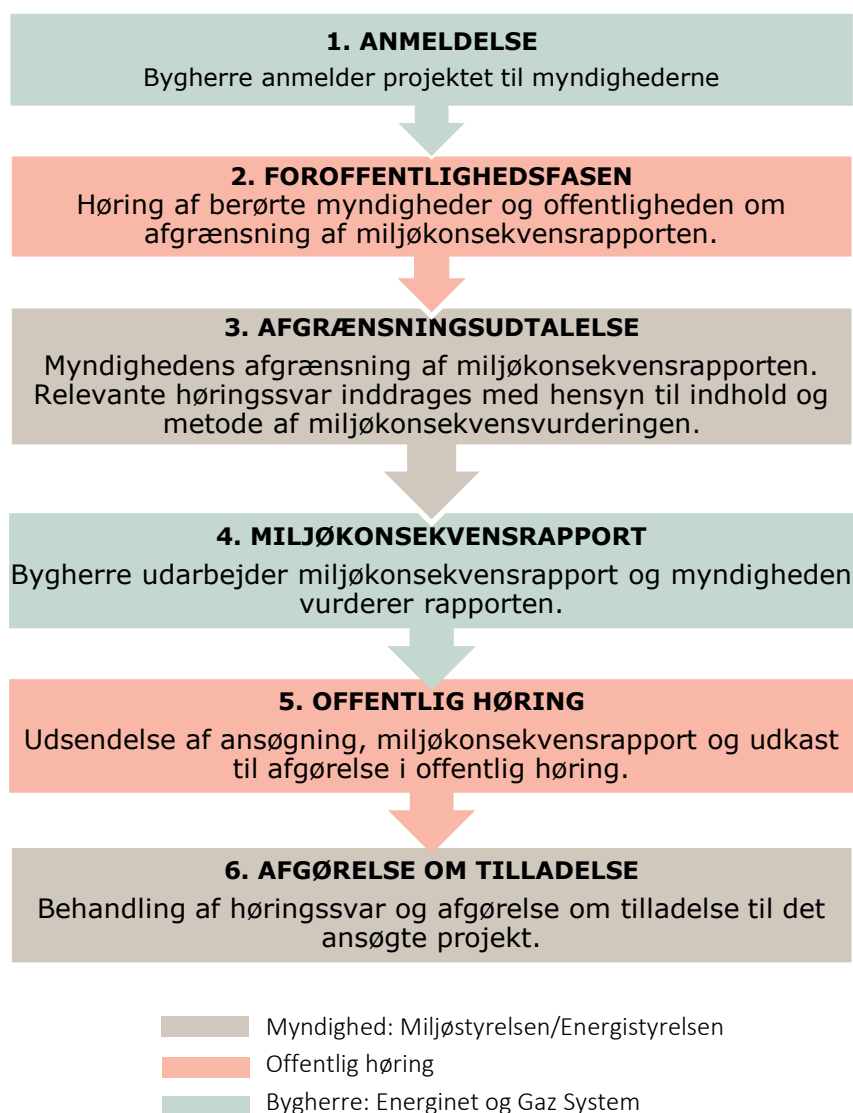 1. ANMELDELSE
Bygherre anmelder projektet til myndighederne
2. FOROFFENTLIGHEDSFASEN
Høring af berørte myndigheder og offentligheden om
afgrænsning af miljøkonsekvensrapporten.
3. AFGRÆNSNINGSUDTALELSE
Myndighedens afgrænsning af miljøkonsekvensrapporten.
Relevante høringssvar inddrages med hensyn til indhold og
metode af miljøkonsekvensvurderingen.
4. MILJØKONSEKVENSRAPPORT
Bygherre udarbejder miljøkonsekvensrapport og myndigheden
vurderer rapporten.
5. OFFENTLIG HØRING
Udsendelse af ansøgning, miljøkonsekvensrapport og udkast
til afgørelse i offentlig høring.
6. AFGØRELSE OM TILLADELSE
Behandling af høringssvar og afgørelse om tilladelse til det
ansøgte projekt.
Myndighed: Miljøstyrelsen/Energistyrelsen
Offentlig høring
Bygherre: Energinet og Gaz System